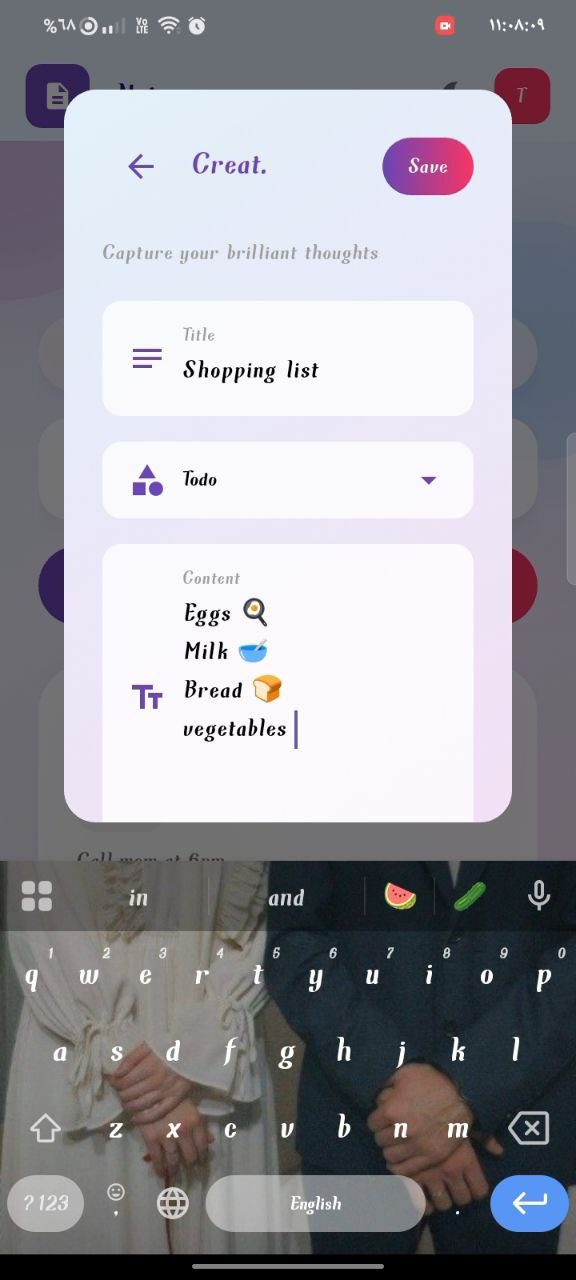 %٦٨ Vo LTE ١١:٠٨:٠٩
T
Creat.
Save
Capture your brilliant thoughts
Title
Shopping list
Todo
Content
Eggs 🍳
Milk 🥣
Bread 🍞
vegetables
Call mom at 6pm
in and 🍉 🥒
1 2 3 4 5 6 7 8 9 0
q w e r t y u i o p
a s d f g h j k l
z x c v b n m
?123 , English .